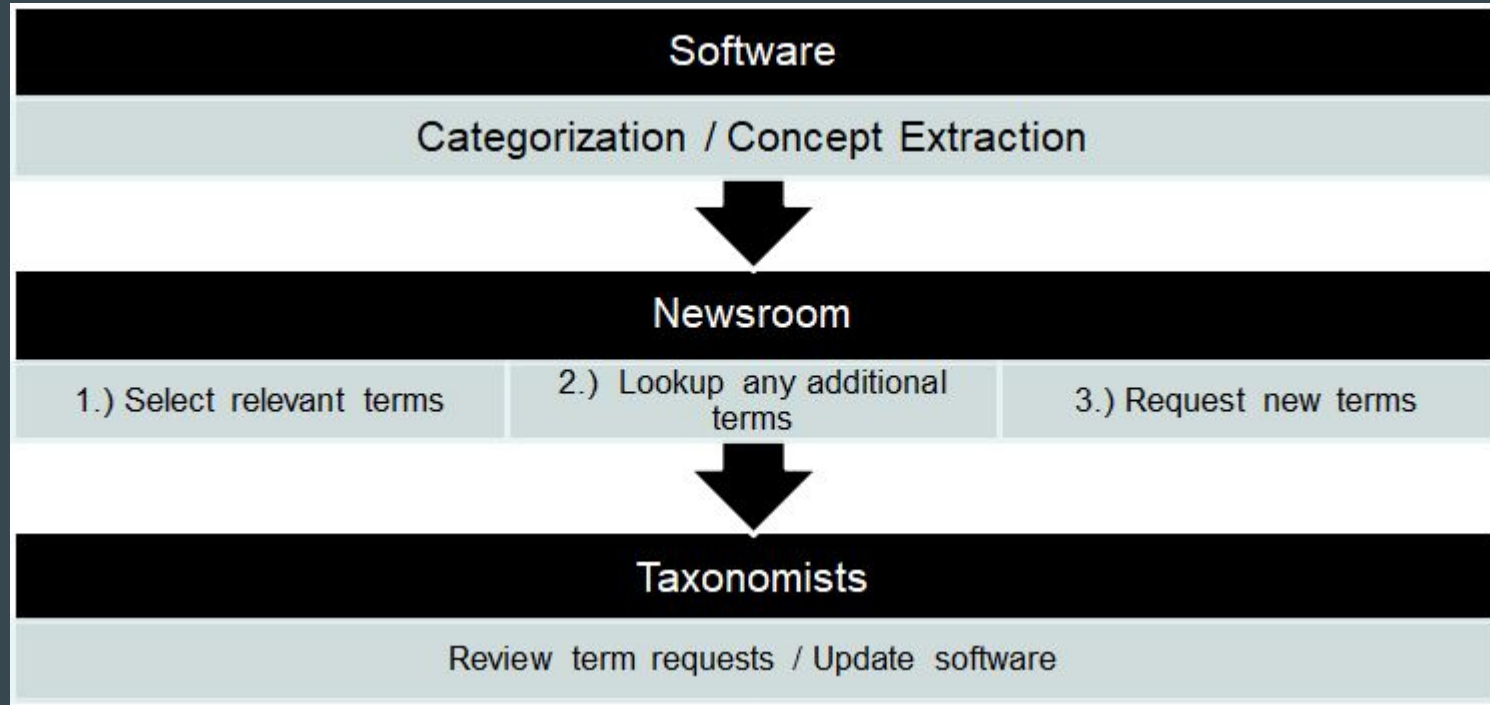 Software
Categorization / Concept Extraction
Newsroom
1.) Select relevant terms
2.) Lookup any additional
terms
3.) Request new terms
Taxonomists
Review term requests / Update software